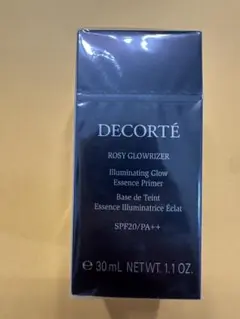 DECORTÉ
ROSY GLOWRIZER
Illuminating Glow
Essence Primer
Base de Teint
Essence Illuminatrice Éclat
SPF20/PA++
℮ 30 mL NET WT. 1.1 OZ.